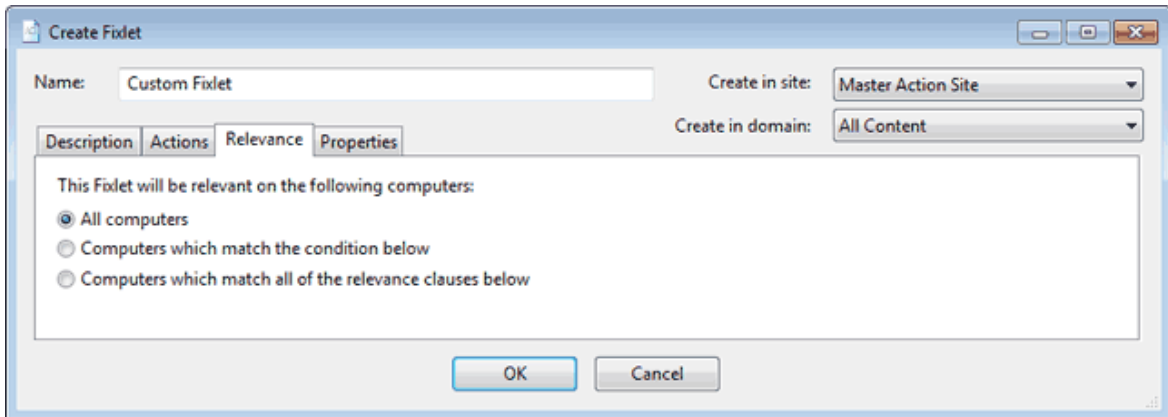 Create Fixlet
Name: Custom Fixlet Create in site: Master Action Site
Create in domain: All Content
Description Actions Relevance Properties
This Fixlet will be relevant on the following computers:
All computers
Computers which match the condition below
Computers which match all of the relevance clauses below
OK Cancel